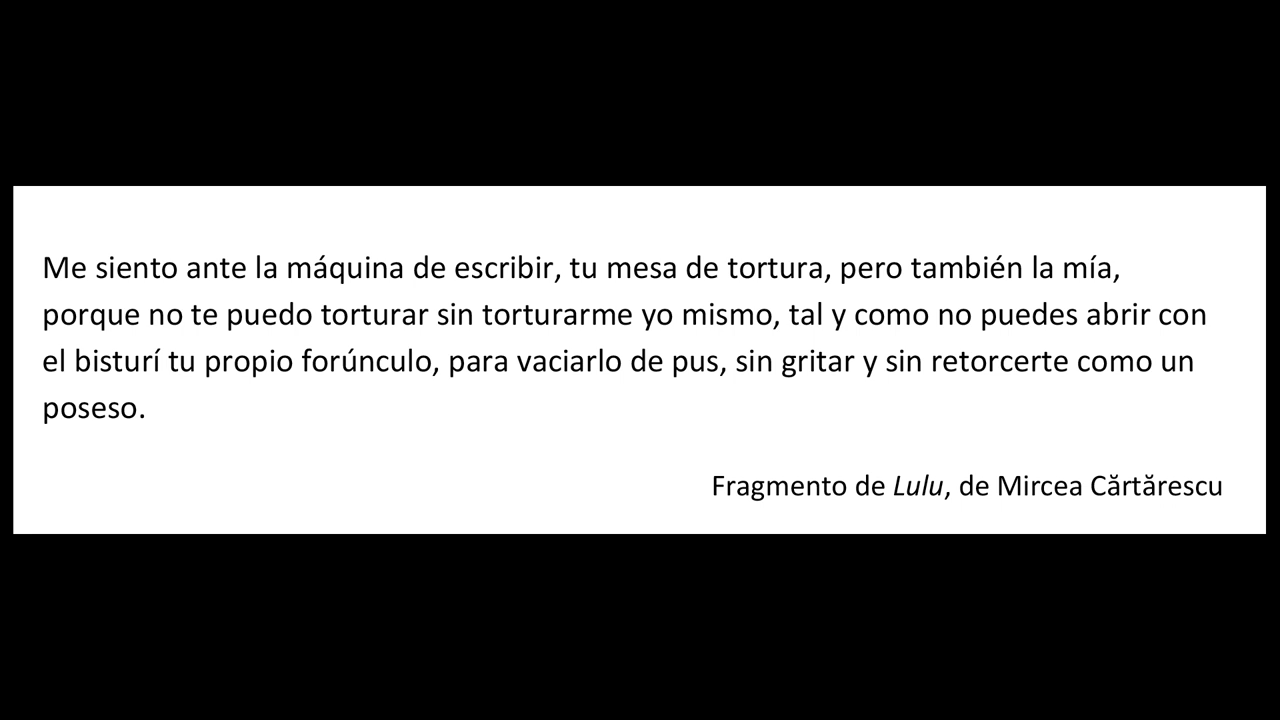 Me siento ante la máquina de escribir, tu mesa de tortura, pero también la mía,
porque no te puedo torturar sin torturarme yo mismo, tal y como no puedes abrir con
el bisturí tu propio forúnculo, para vaciarlo de pus, sin gritar y sin retorcerte como un
poseso.
Fragmento de Lulu, de Mircea Cărtărescu